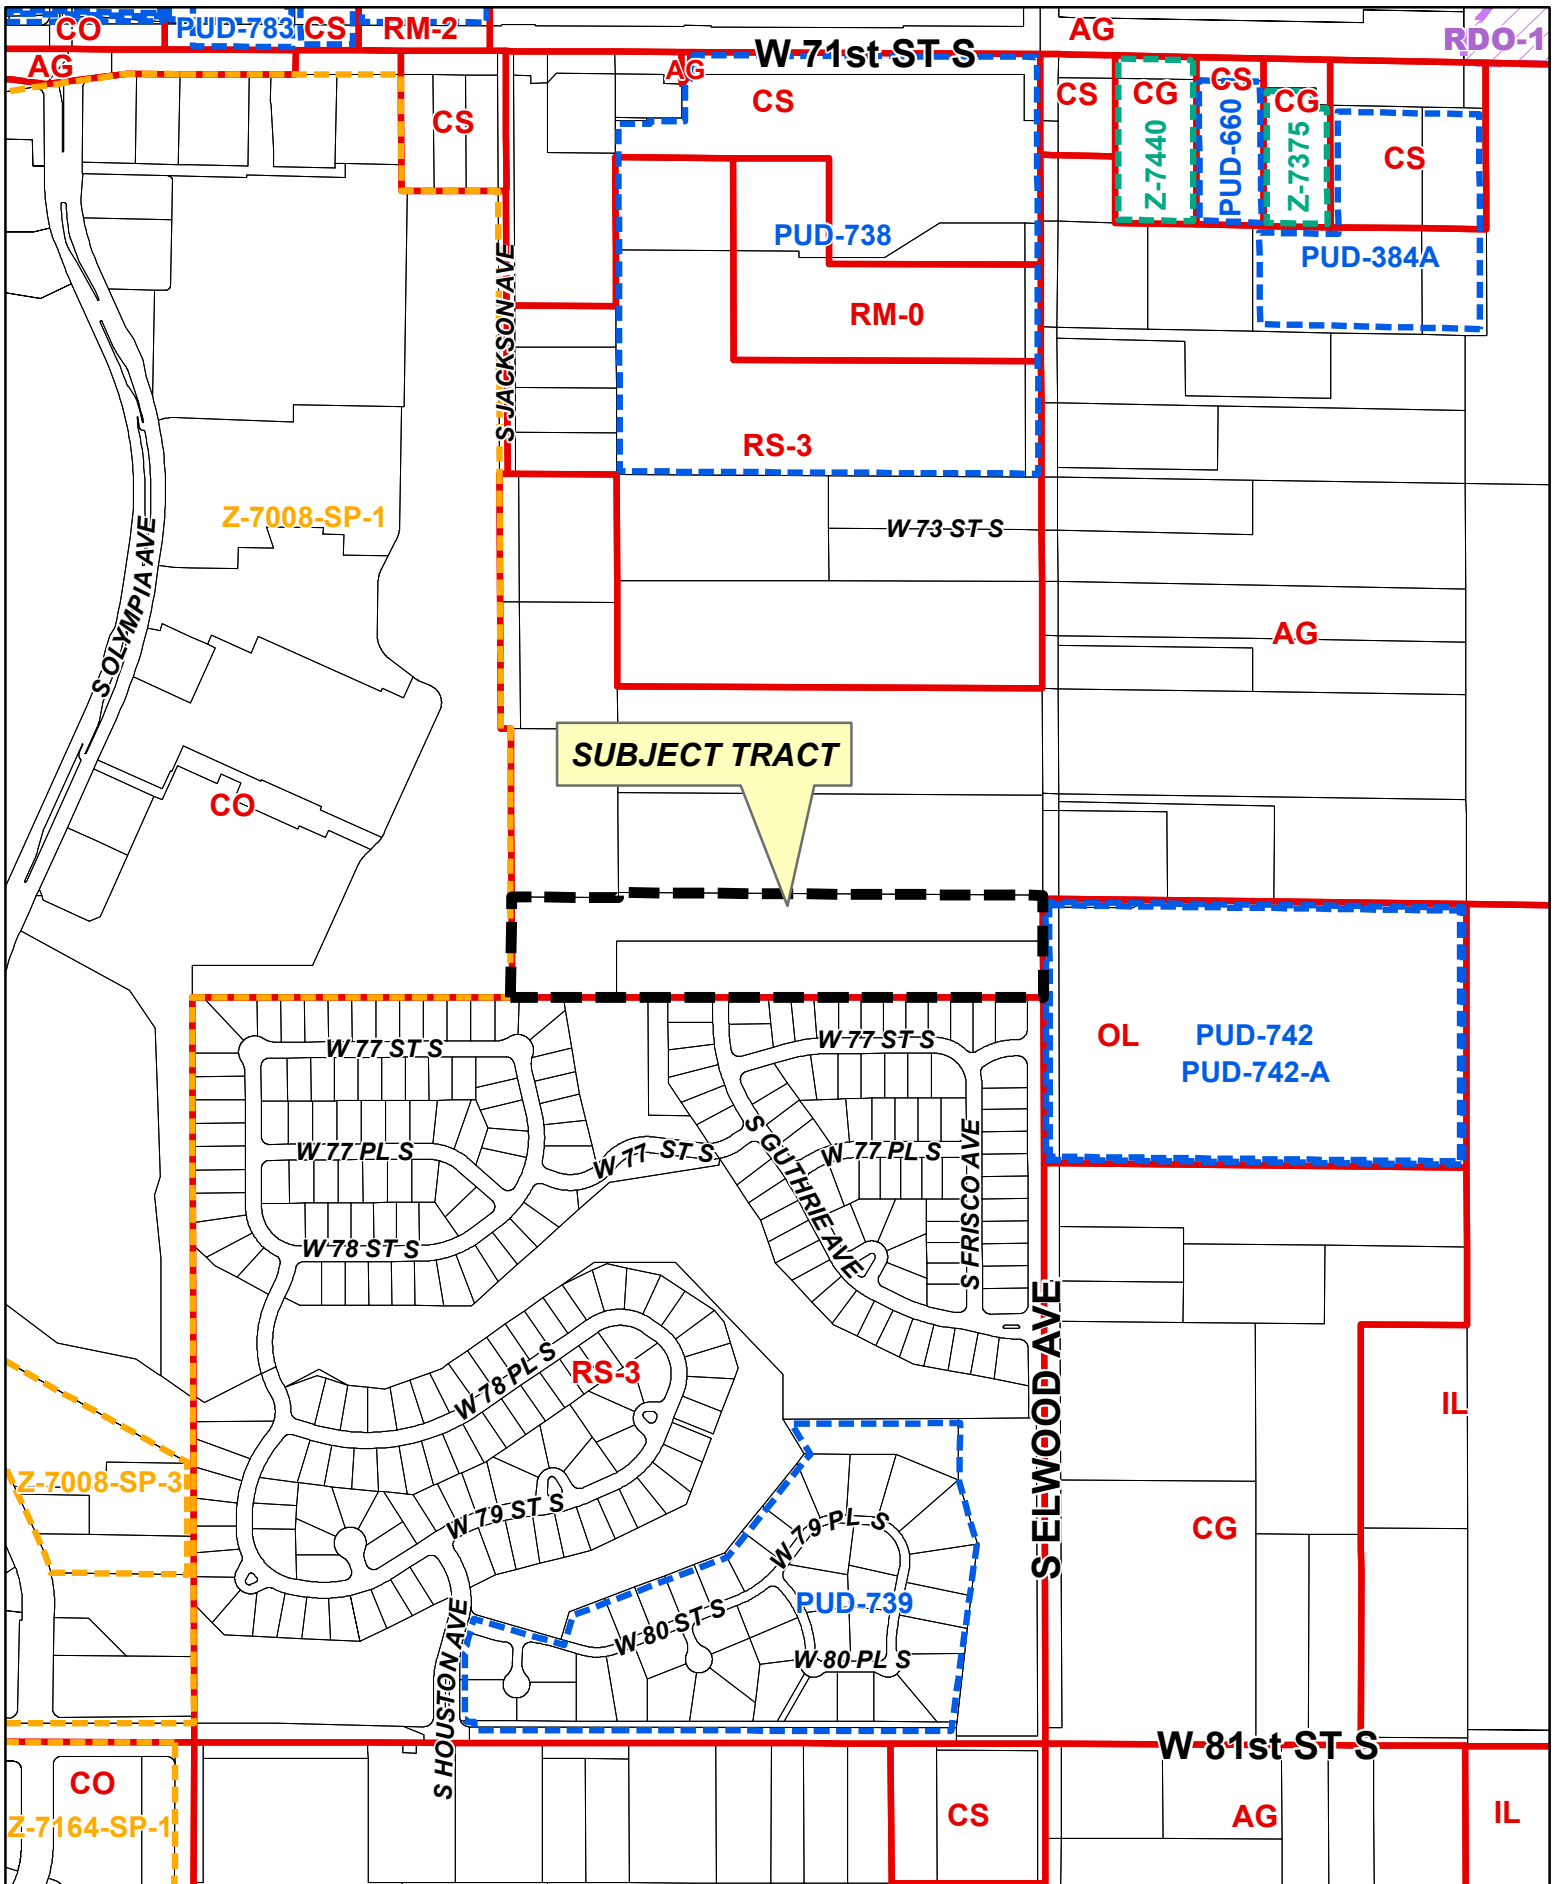 CO
PUD-783
CS
RM-2
AG
RDO-1
AG
W 71st ST S
AG
CS
CS
CS
CG
CS
CG
CS
Z-7440
PUD-660
Z-7375
PUD-738
PUD-384A
S JACKSON AVE
RM-0
RS-3
Z-7008-SP-1
W 73 ST S
S OLYMPIA AVE
AG
SUBJECT TRACT
CO
OL
PUD-742
PUD-742-A
W 77 ST S
W 77 ST S
W 77 PL S
W 77 ST S
S GUTHRIE AVE
W 77 PL S
S FRISCO AVE
W 78 ST S
W 78 PL S
RS-3
S ELWOOD AVE
IL
Z-7008-SP-3
W 79 ST S
W 79 PL S
CG
PUD-739
W 80 ST S
W 80 PL S
S HOUSTON AVE
W 81st ST S
CO
Z-7164-SP-1
CS
AG
IL